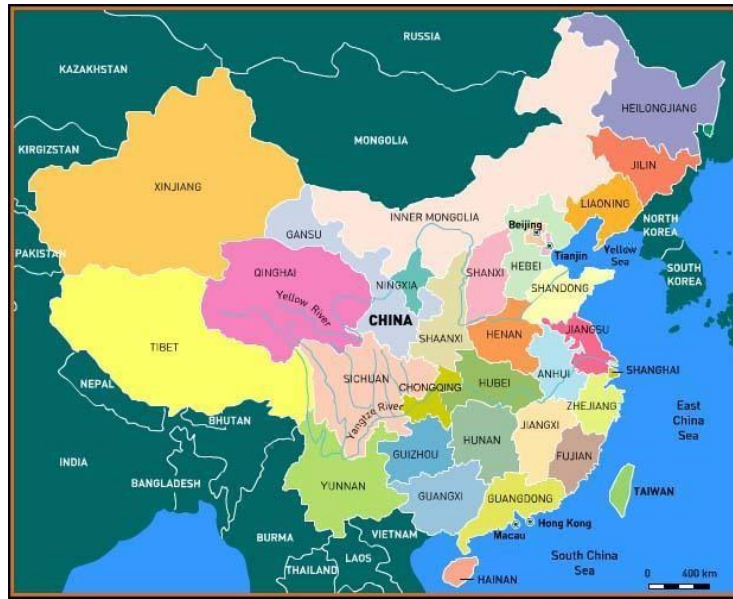 RUSSIA
KAZAKHSTAN
HEILONGJIANG
MONGOLIA
KIRGIZSTAN
JILIN
XINJIANG
LIAONING
INNER MONGOLIA
GANSU
Beijing
NORTH
KOREA
Tianjin
Yellow
Sea
PAKISTAN
QINGHAI
SHANXI
HEBEI
NINGXIA
SOUTH
KOREA
SHANDONG
Yellow River
CHINA
SHAANXI
HENAN
JIANGSU
TIBET
SICHUAN
ANHUI
SHANGHAI
NEPAL
CHONGQING
HUBEI
ZHEJIANG
Yangtze River
BHUTAN
East
China
Sea
JIANGXI
HUNAN
GUIZHOU
FUJIAN
INDIA
BANGLADESH
YUNNAN
GUANGXI
GUANGDONG
TAIWAN
Hong Kong
Macau
BURMA
VIETNAM
LAOS
South China
Sea
THAILAND
HAINAN
0 400 km